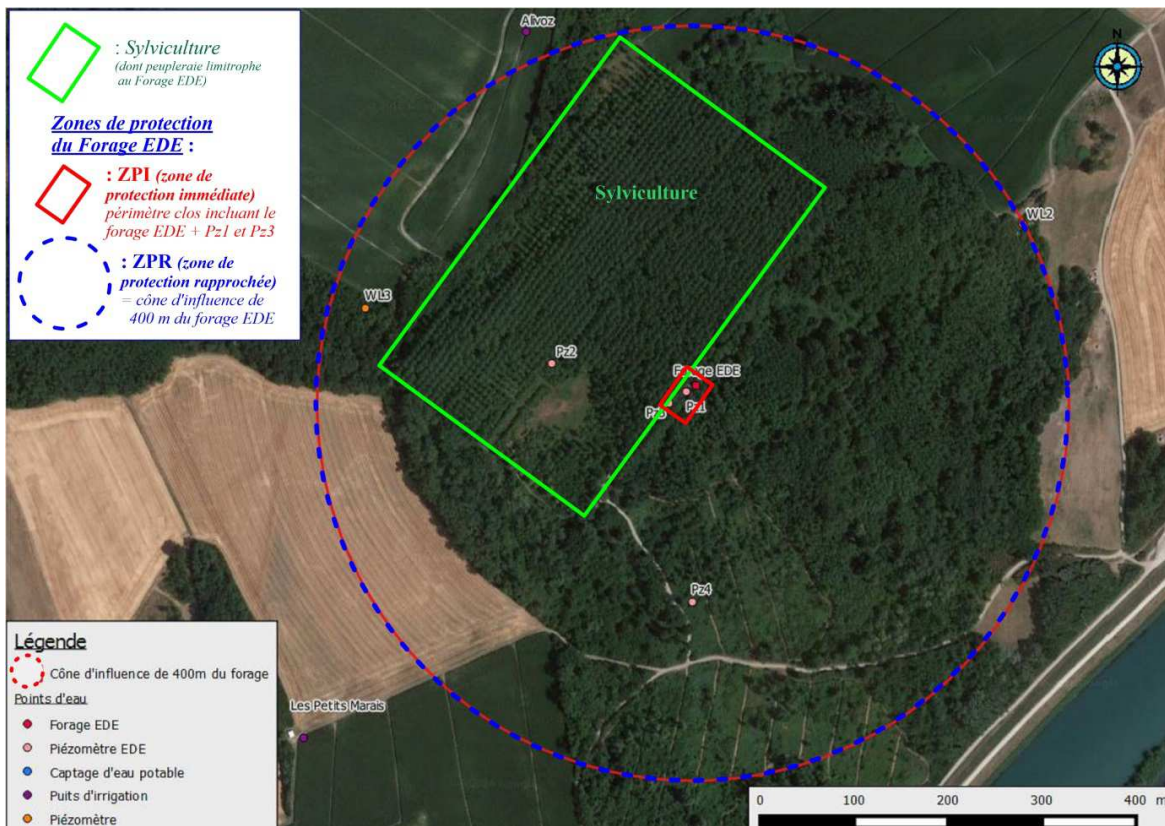 : Sylviculture
(dont peupleraie limitrophe
au Forage EDE)
Zones de protection
du Forage EDE :
: ZPI (zone de
protection immédiate)
périmètre clos incluant le
forage EDE + Pz1 et Pz3
: ZPR (zone de
protection rapprochée)
= cône d'influence de
400 m du forage EDE
Alivoz
N
Sylviculture
WL2
WL3
Pz2
Forage EDE
Pz1
Pz3
Pz4
Les Petits Marais
Légende
Cône d'influence de 400m du forage
Points d'eau
Forage EDE
Piézomètre EDE
Captage d'eau potable
Puits d'irrigation
Piézomètre
0 100 200 300 400 m